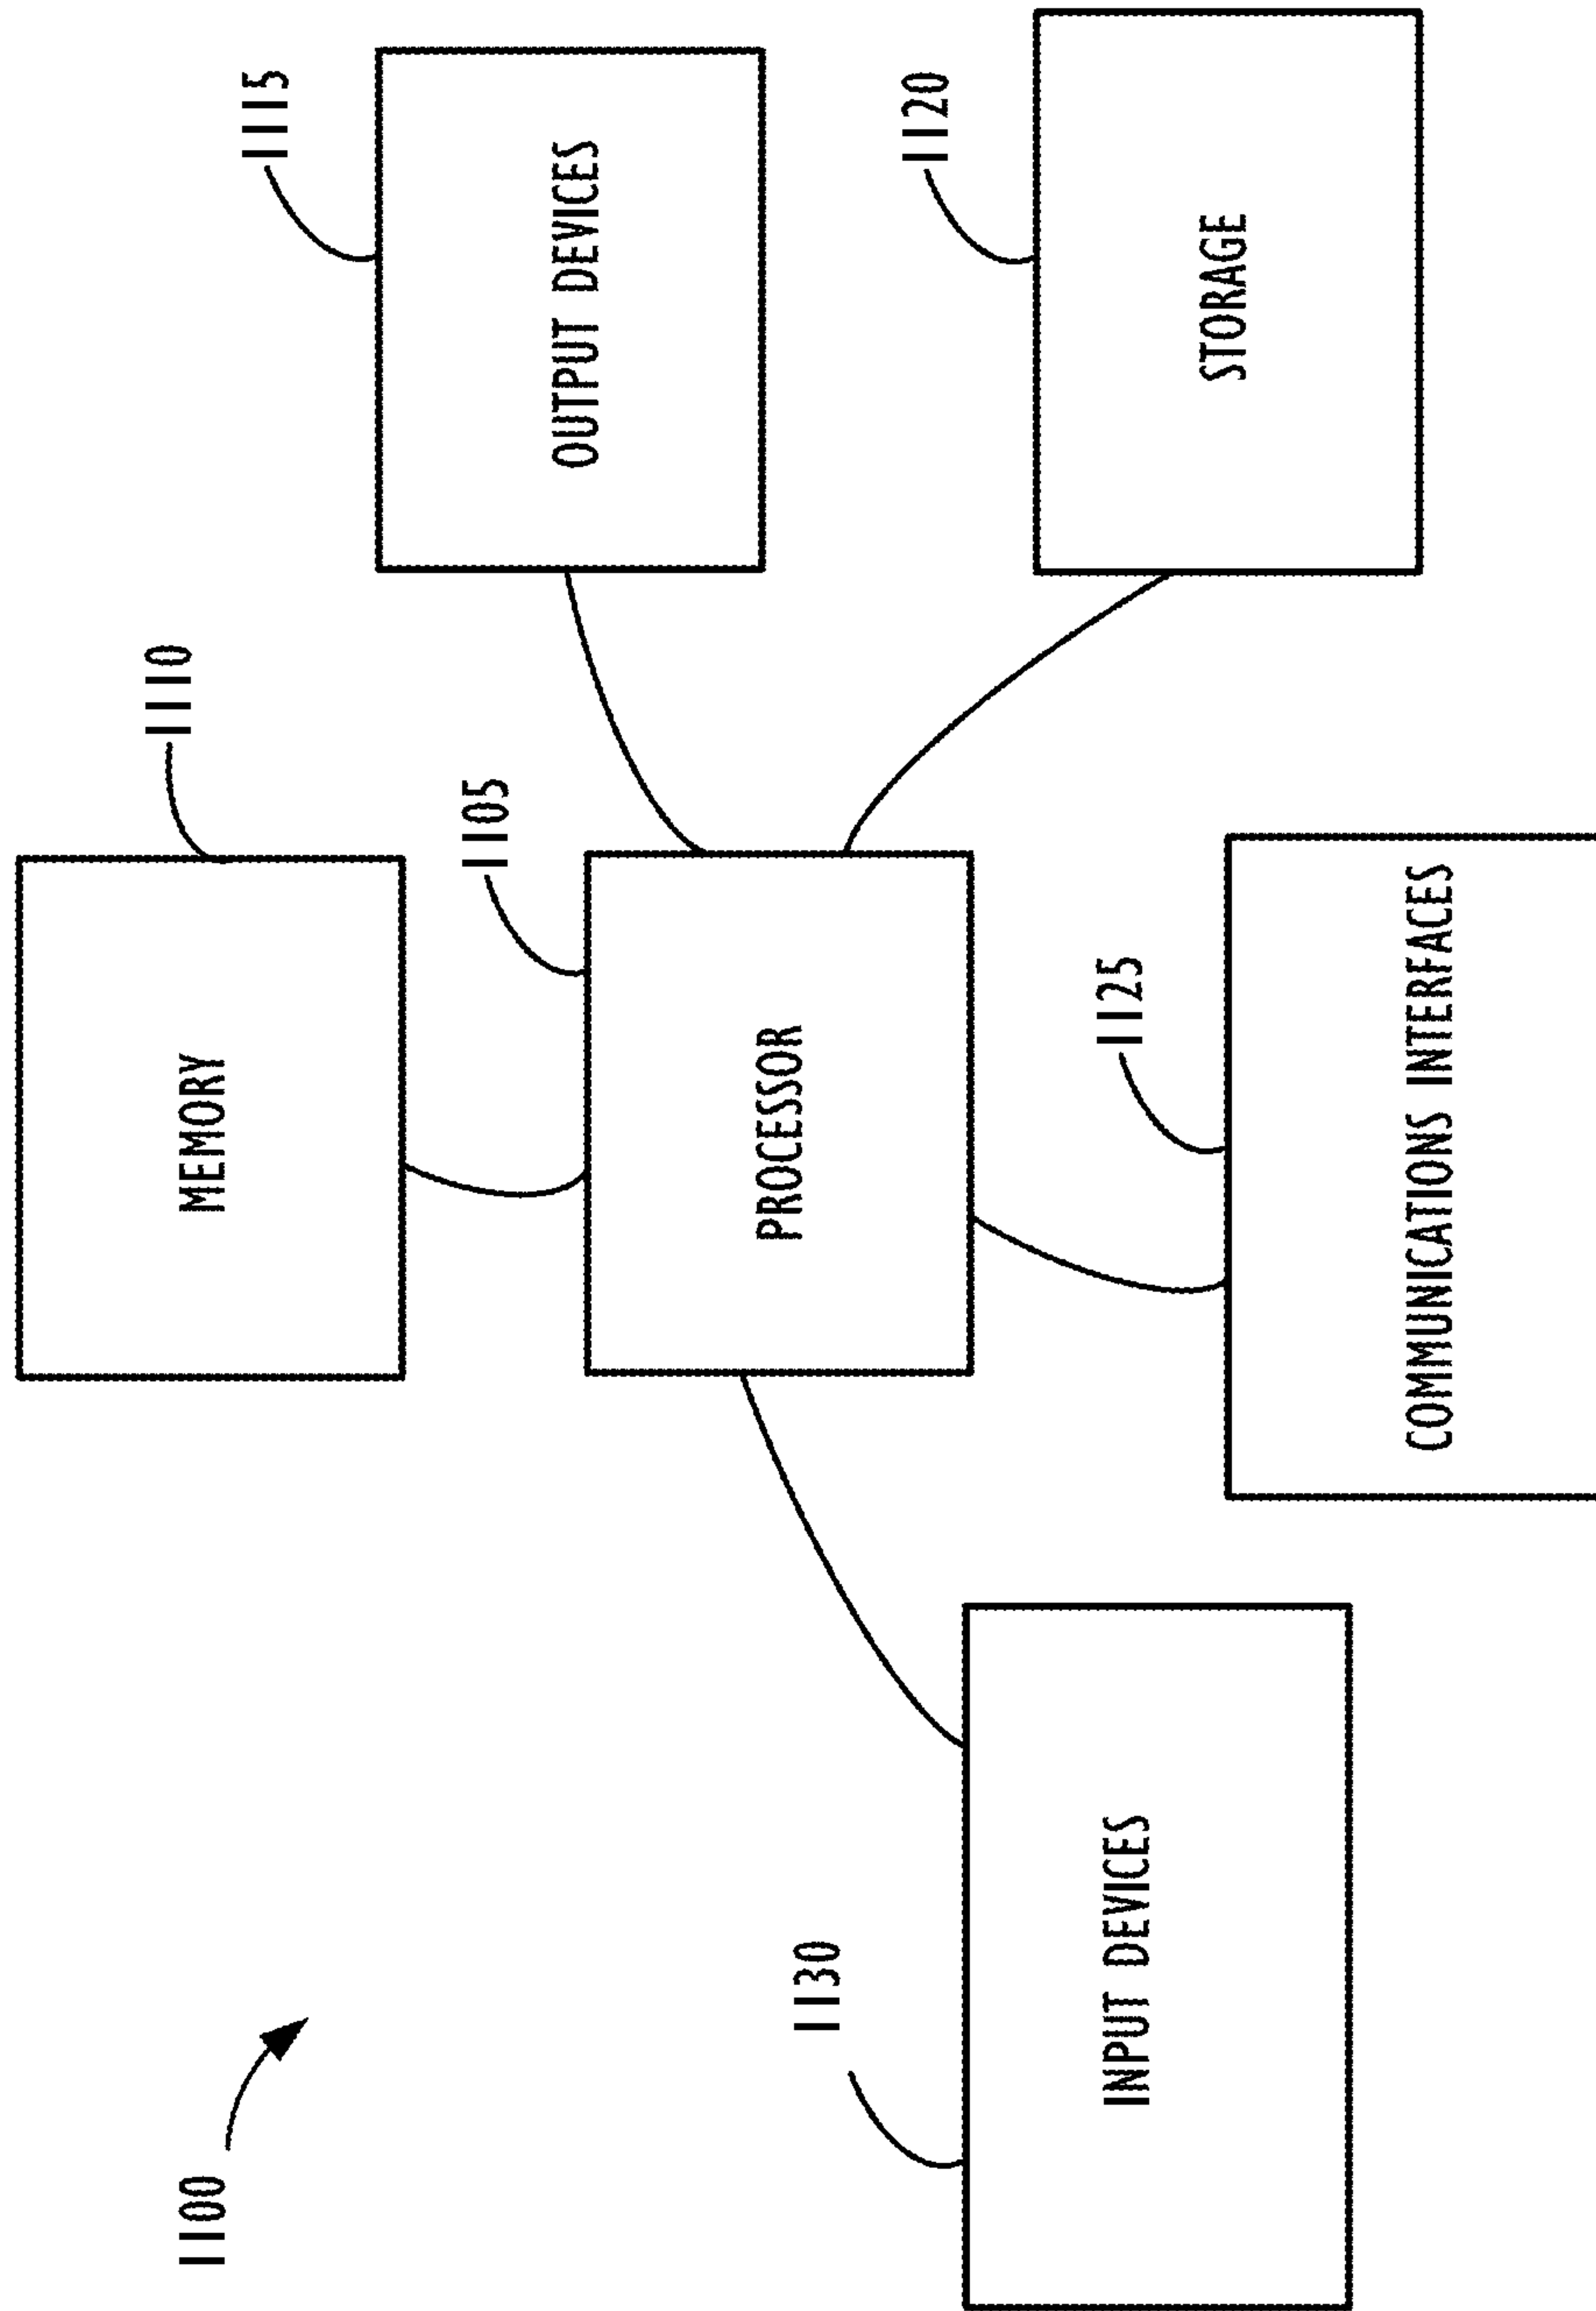 1100
1110
MEMORY
1115
OUTPUT DEVICES
1105
PROCESSOR
1120
STORAGE
1130
INPUT DEVICES
1125
COMMUNICATIONS INTERFACES